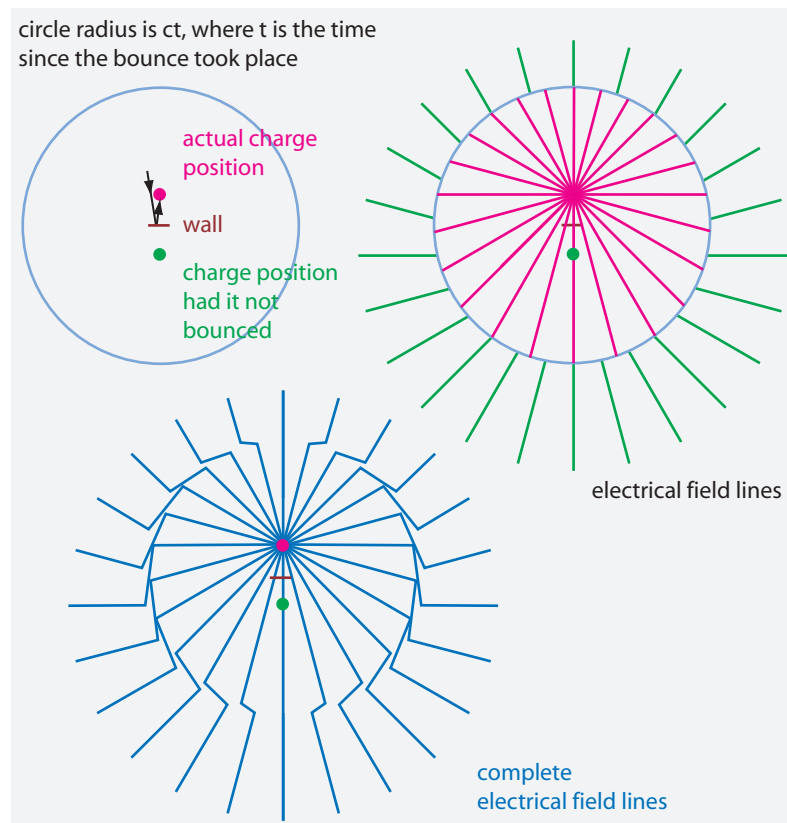 circle radius is ct, where t is the time
since the bounce took place
actual charge
position
wall
charge position
had it not
bounced
electrical field lines
complete
electrical field lines